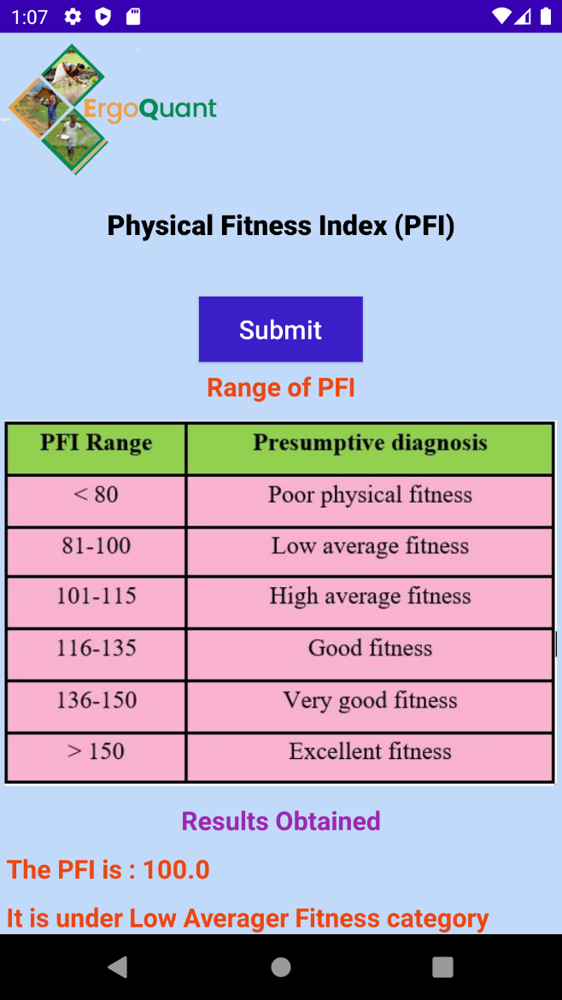 1:07
ErgoQuant
Physical Fitness Index (PFI)
Submit
Range of PFI
PFI Range Presumptive diagnosis
< 80 Poor physical fitness
81-100 Low average fitness
101-115 High average fitness
116-135 Good fitness
136-150 Very good fitness
> 150 Excellent fitness
Results Obtained
The PFI is : 100.0
It is under Low Averager Fitness category